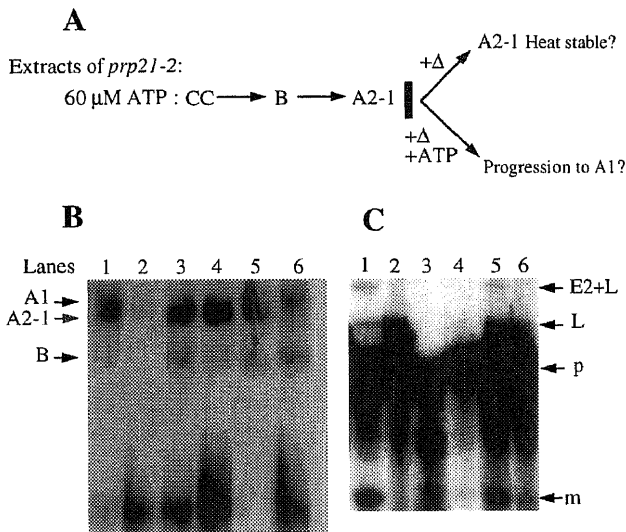 A
Extracts of prp21-2:
60 µM ATP : CC B A2-1
+Δ
A2-1 Heat stable?
+Δ
+ATP
Progression to A1?
B
Lanes 1 2 3 4 5 6
A1
A2-1
B
C
1 2 3 4 5 6
E2+L
L
p
m